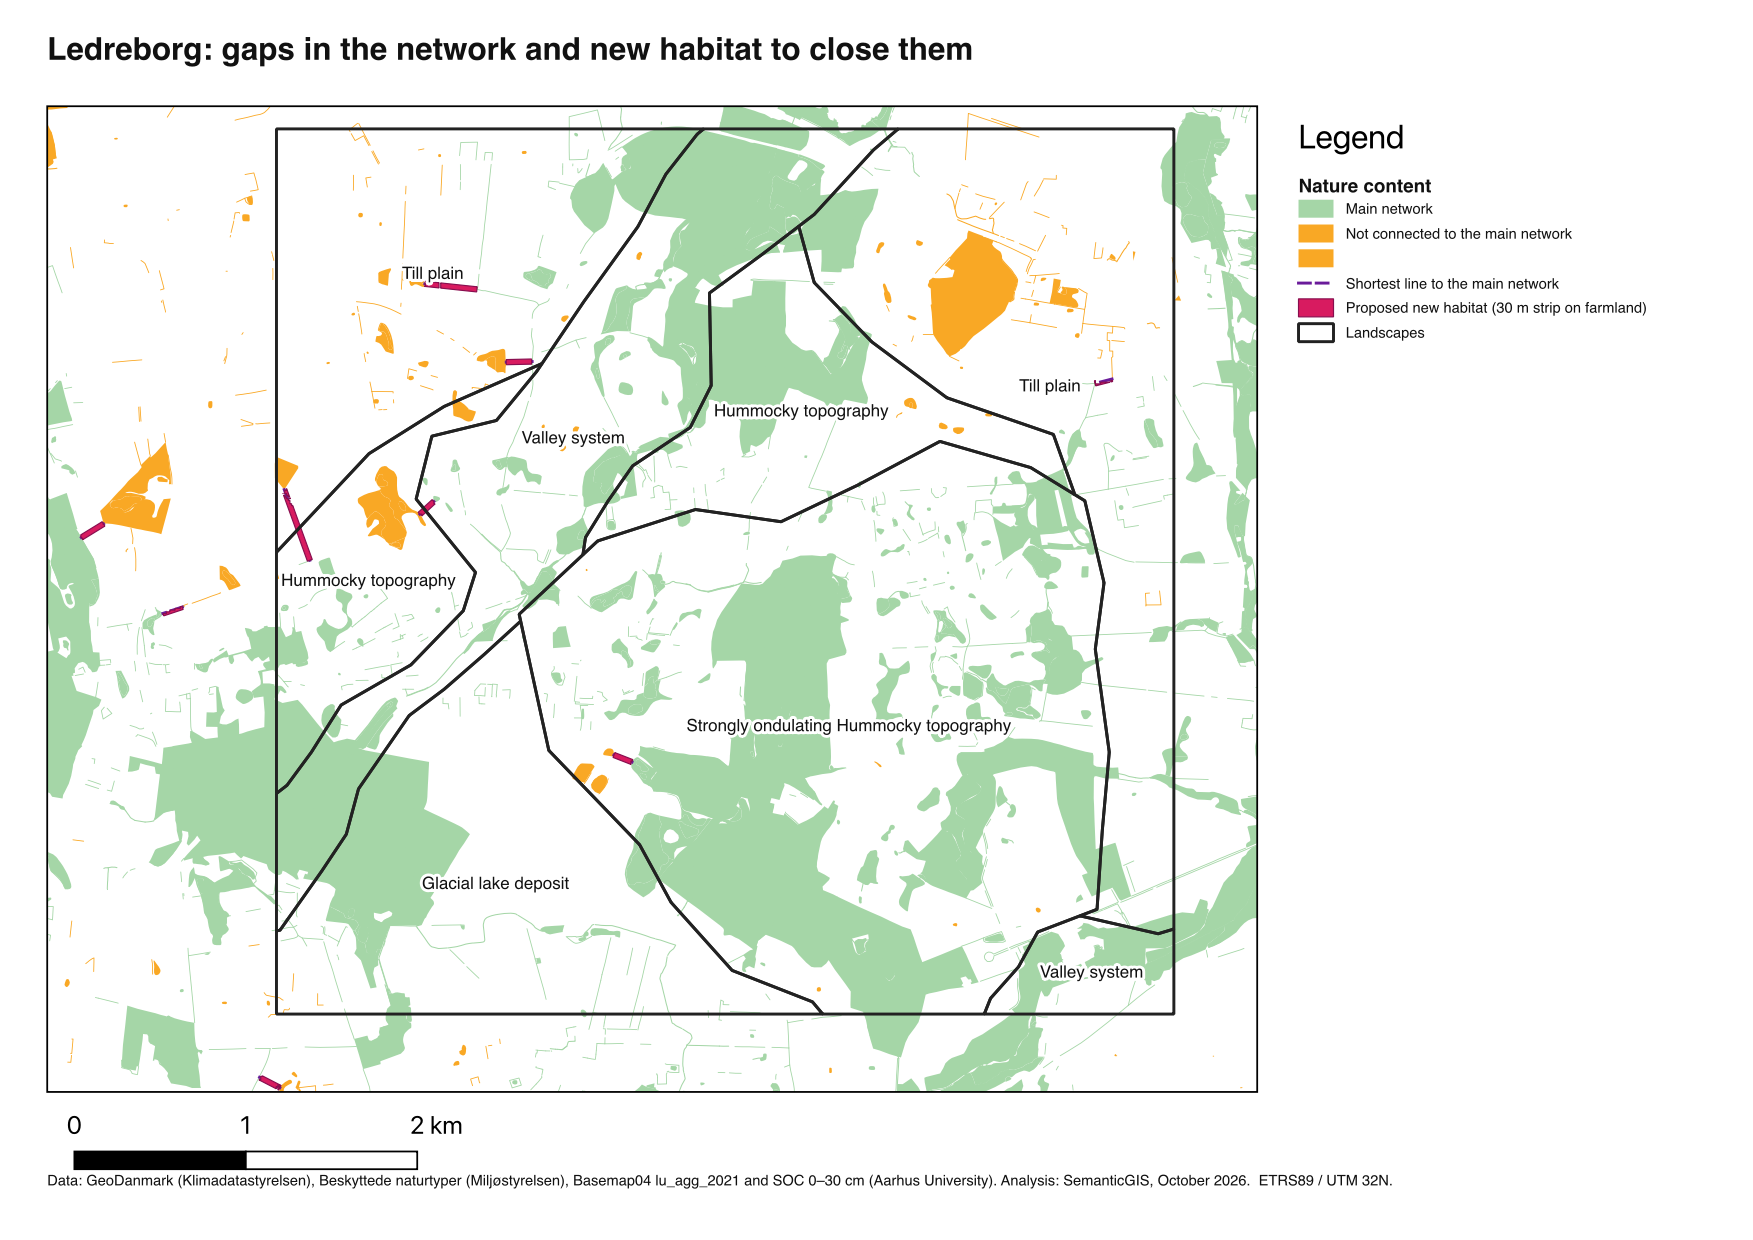 Ledreborg: gaps in the network and new habitat to close them
Legend
Nature content
Main network
Not connected to the main network
Shortest line to the main network
Proposed new habitat (30 m strip on farmland)
Landscapes
Till plain
Till plain
Hummocky topography
Valley system
Hummocky topography
Strongly ondulating Hummocky topography
Glacial lake deposit
Valley system
0 1 2 km
Data: GeoDanmark (Klimadatastyrelsen), Beskyttede naturtyper (Miljøstyrelsen), Basemap04 lu_agg_2021 and SOC 0–30 cm (Aarhus University). Analysis: SemanticGIS, October 2026. ETRS89 / UTM 32N.